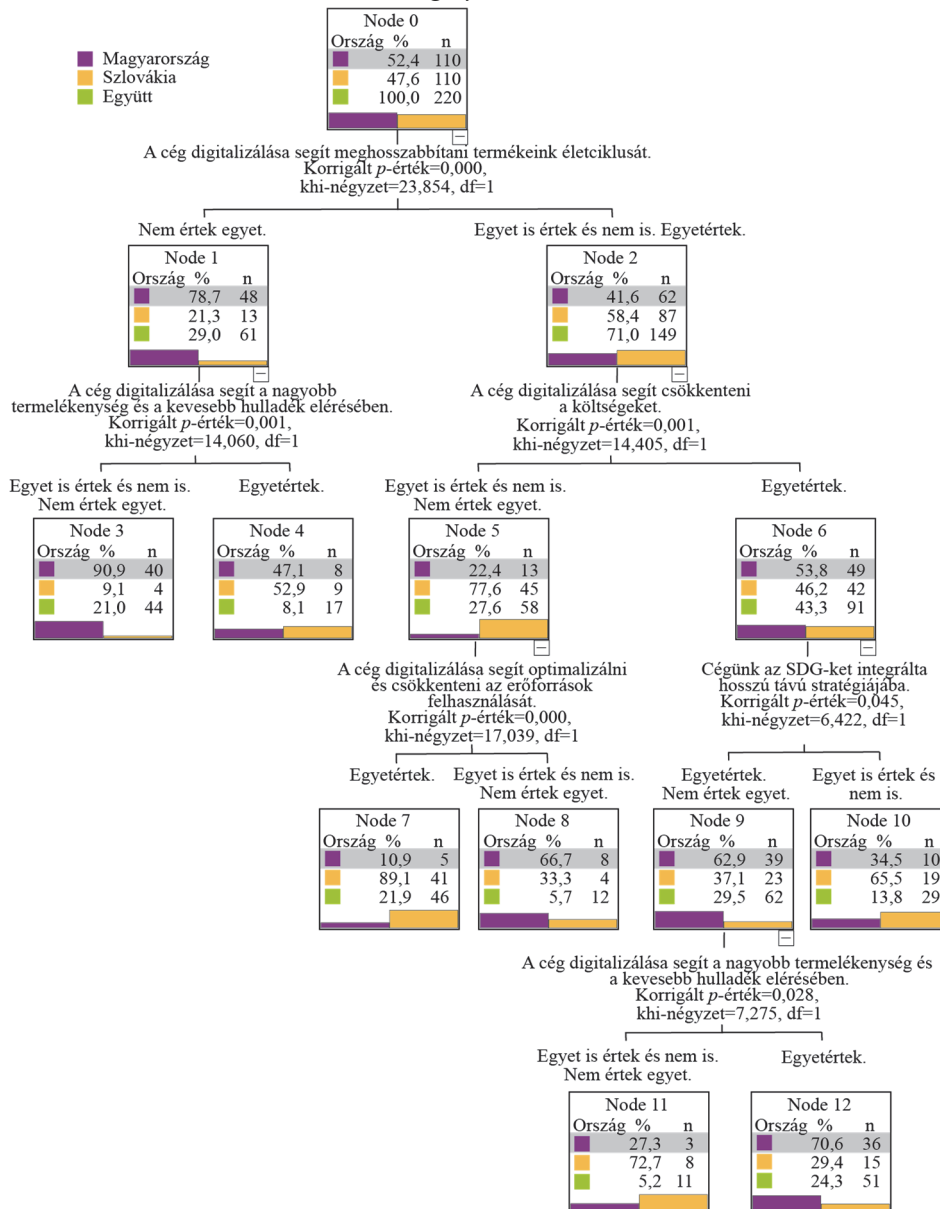 Node 0
Ország % n
52,4 110
47,6 110
100,0 220
Magyarország
Szlovákia
Együtt
A cég digitalizálása segít meghosszabbítani termékeink életciklusát.
Korrigált p-érték=0,000,
khi-négyzet=23,854, df=1
Nem értek egyet.
Node 1
Ország % n
78,7 48
21,3 13
29,0 61
Egyet is értek és nem is. Egyetértek.
Node 2
Ország % n
41,6 62
58,4 87
71,0 149
A cég digitalizálása segít a nagyobb
termelékenység és a kevesebb hulladék elérésében.
Korrigált p-érték=0,001,
khi-négyzet=14,060, df=1
A cég digitalizálása segít csökkenteni
a költségeket.
Korrigált p-érték=0,001,
khi-négyzet=14,405, df=1
Egyet is értek és nem is.
Nem értek egyet.
Node 3
Ország % n
90,9 40
9,1 4
21,0 44
Egyetértek.
Node 4
Ország % n
47,1 8
52,9 9
8,1 17
Egyet is értek és nem is.
Nem értek egyet.
Node 5
Ország % n
22,4 13
77,6 45
27,6 58
Egyetértek.
Node 6
Ország % n
53,8 49
46,2 42
43,3 91
A cég digitalizálása segít optimalizálni
és csökkenteni az erőforrások
felhasználását.
Korrigált p-érték=0,000,
khi-négyzet=17,039, df=1
Cégünk az SDG-ket integrálta
hosszú távú stratégiájába.
Korrigált p-érték=0,045,
khi-négyzet=6,422, df=1
Egyetértek.
Node 7
Ország % n
10,9 5
89,1 41
21,9 46
Egyet is értek és nem is.
Nem értek egyet.
Node 8
Ország % n
66,7 8
33,3 4
5,7 12
Egyetértek.
Nem értek egyet.
Node 9
Ország % n
62,9 39
37,1 23
29,5 62
Egyet is értek és
nem is.
Node 10
Ország % n
34,5 10
65,5 19
13,8 29
A cég digitalizálása segít a nagyobb termelékenység és
a kevesebb hulladék elérésében.
Korrigált p-érték=0,028,
khi-négyzet=7,275, df=1
Egyet is értek és nem is.
Nem értek egyet.
Node 11
Ország % n
27,3 3
72,7 8
5,2 11
Egyetértek.
Node 12
Ország % n
70,6 36
29,4 15
24,3 51